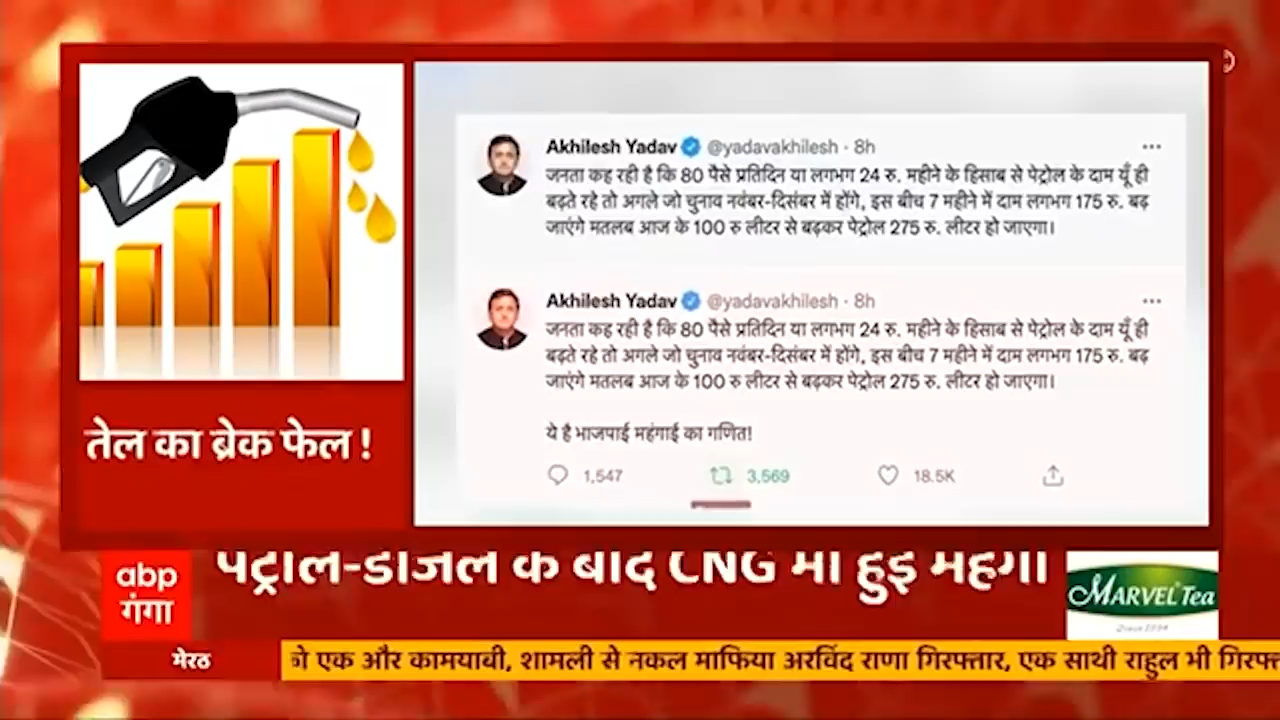 Akhilesh Yadav @yadavakhilesh · 8h
जनता कह रही है कि 80 पैसे प्रतिदिन या लगभग 24 रु. महीने के हिसाब से पेट्रोल के दाम यूँ ही
बढ़ते रहे तो अगले जो चुनाव नवंबर-दिसंबर में होंगे, इस बीच 7 महीने में दाम लगभग 175 रु. बढ़
जाएंगे मतलब आज के 100 रु लीटर से बढ़कर पेट्रोल 275 रु. लीटर हो जाएगा।
Akhilesh Yadav @yadavakhilesh · 8h
जनता कह रही है कि 80 पैसे प्रतिदिन या लगभग 24 रु. महीने के हिसाब से पेट्रोल के दाम यूँ ही
बढ़ते रहे तो अगले जो चुनाव नवंबर-दिसंबर में होंगे, इस बीच 7 महीने में दाम लगभग 175 रु. बढ़
जाएंगे मतलब आज के 100 रु लीटर से बढ़कर पेट्रोल 275 रु. लीटर हो जाएगा।
ये है भाजपाई महंगाई का गणित!
1,547 3,569 18.5K
तेल का ब्रेक फेल !
पेट्रोल-डीजल के बाद CNG भी हुई महंगी
abp
गंगा
MARVEL Tea
Since 1994
मेरठ
को एक और कामयाबी, शामली से नकल माफिया अरविंद राणा गिरफ्तार, एक साथी राहुल भी